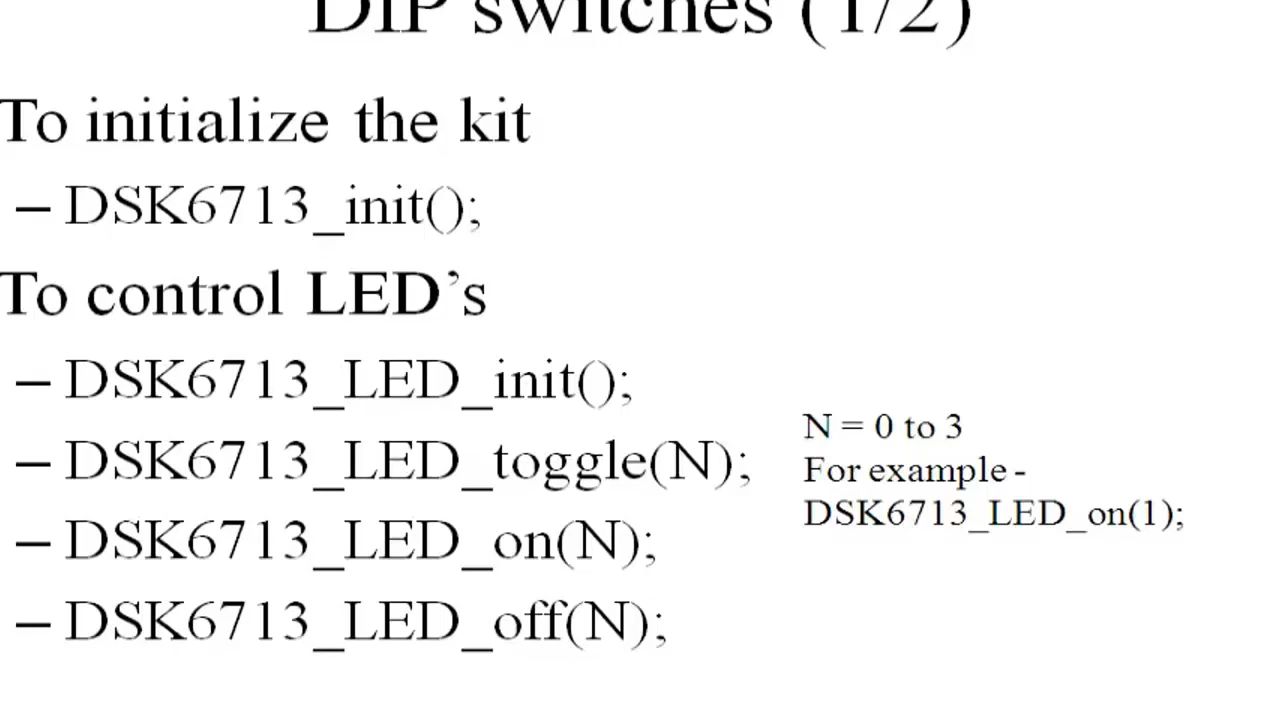 DIP switches (1/2)
To initialize the kit
– DSK6713_init();
To control LED’s
– DSK6713_LED_init();
– DSK6713_LED_toggle(N);
– DSK6713_LED_on(N);
– DSK6713_LED_off(N);
N = 0 to 3
For example -
DSK6713_LED_on(1);